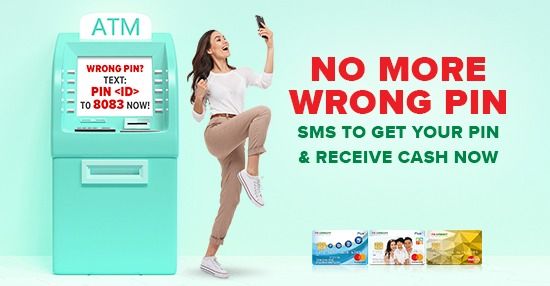 ATM
WRONG PIN?
TEXT:
PIN <ID>
TO 8083 NOW!
NO MORE
WRONG PIN
SMS TO GET YOUR PIN
& RECEIVE CASH NOW